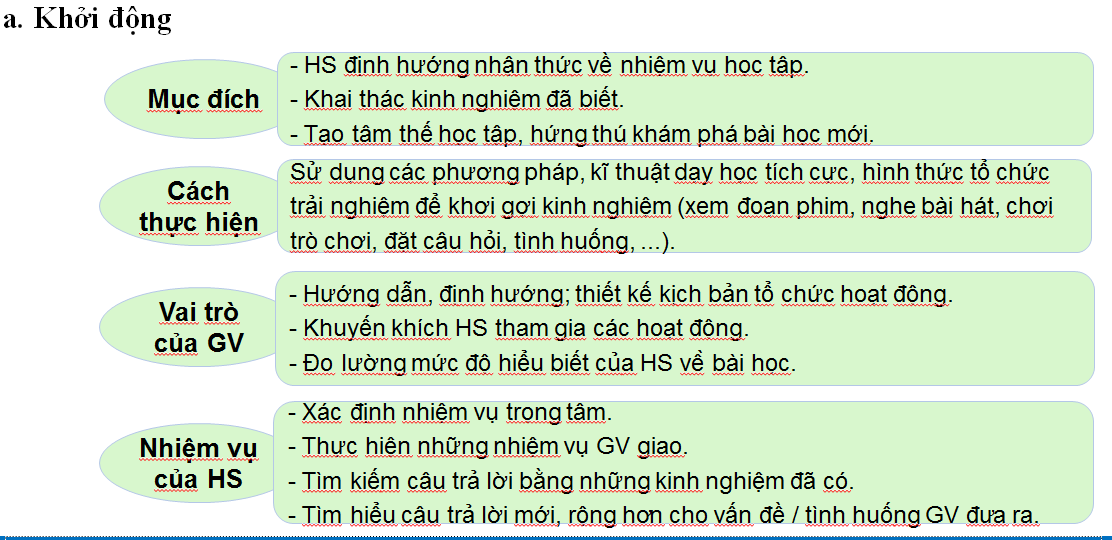 a. Khởi động
Mục đích
- HS định hướng nhận thức về nhiệm vụ học tập.
- Khai thác kinh nghiệm đã biết.
- Tạo tâm thế học tập, hứng thú khám phá bài học mới.
Cách
thực hiện
Sử dụng các phương pháp, kĩ thuật dạy học tích cực, hình thức tổ chức
trải nghiệm để khơi gợi kinh nghiệm (xem đoạn phim, nghe bài hát, chơi
trò chơi, đặt câu hỏi, tình huống, ...).
Vai trò
của GV
- Hướng dẫn, định hướng; thiết kế kịch bản tổ chức hoạt động.
- Khuyến khích HS tham gia các hoạt động.
- Đo lường mức độ hiểu biết của HS về bài học.
Nhiệm vụ
của HS
- Xác định nhiệm vụ trọng tâm.
- Thực hiện những nhiệm vụ GV giao.
- Tìm kiếm câu trả lời bằng những kinh nghiệm đã có.
- Tìm hiểu câu trả lời mới, rộng hơn cho vấn đề / tình huống GV đưa ra.